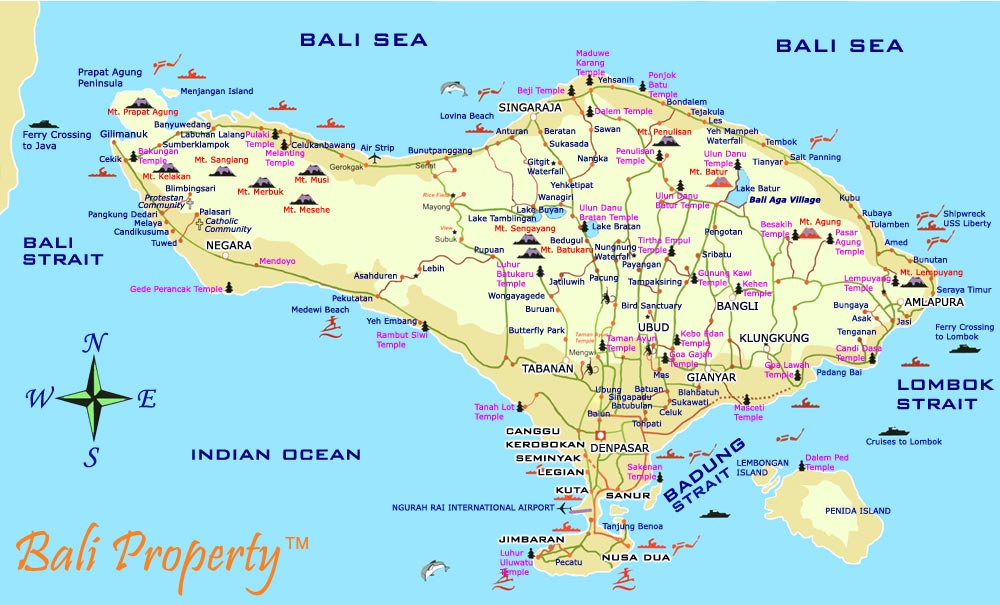 BALI SEA
BALI SEA
Prapat Agung
Peninsula
Menjangan Island
Mt. Prapat Agung
Ferry Crossing
to Java
Gilimanuk
Banyuwedang
Labuhan Lalang
Sumberklampok
Pulaki
Temple
Melanting
Temple
Celukanbawang
Air Strip
Gerokgak
Cekik
Bakungan
Temple
Mt. Kelakan
Mt. Sangiang
Mt. Merbuk
Mt. Musi
Mt. Mesehe
Blimbingsari
Protestan
Community
Palasari
Catholic
Community
Pangkung Dedari
Melaya
Candikusuma
Tuwed
NEGARA
Mendoyo
BALI
STRAIT
Gede Perancak Temple
Medewi Beach
Pekutatan
Yeh Embang
Rambut Siwi
Temple
Asahduren
Lebih
Pupuan
Bunutpanggang
Seririt
Rice Field
Mayong
View
Subuk
Lovina Beach
Anturan
SINGARAJA
Beji Temple
Maduwe
Karang
Temple
Yehsanih
Ponjok
Batu
Temple
Dalem Temple
Bondalem
Tejakula
Les
Yeh Mampeh
Waterfall
Tembok
Salt Panning
Tianyar
Beratan
Sukasada
Sawan
Nangka
Gitgit
Waterfall
Yehketipat
Wanagiri
Lake Buyan
Lake Tamblingan
Mt. Penulisan
Penulisan
Temple
Ulun Danu
Temple
Mt. Batur
Ulun Danu
Batur Temple
Lake Batur
Bali Aga Village
Kubu
Rubaya
Tulamben
Shipwreck
USS Liberty
Amed
Bunutan
Mt. Sengayang
Ulun Danu
Bratan Temple
Lake Bratan
Bedugul
Mt. Batukaru
Luhur
Batukaru
Temple
Nungnung
Waterfall
Pacung
Payangan
Jatiluwih
Wongayagede
Buruan
Tirtha Empul
Temple
Tampaksiring
Pengotan
Sribatu
Gunung Kawi
Temple
Kehen
Temple
BANGLI
Besakih
Temple
Mt. Agung
Pasar
Agung
Temple
Mt. Lempuyang
Lempuyang
Temple
Seraya Timur
AMLAPURA
Bungaya
Asak
Jasi
Tenganan
Candi Dasa
Temple
Padang Bai
Ferry Crossing
to Lombok
Bird Sanctuary
Butterfly Park
UBUD
Taman Ayun
Temple
Taman Ayun
Temple
Mengwi
TABANAN
Kebo Edan
Temple
Goa Gajah
Temple
Mas
KLUNGKUNG
GIANYAR
Goa Lawah
Temple
Masceti
Temple
LOMBOK
STRAIT
Cruises to Lombok
Tanah Lot
Temple
Ubung
Singapadu
Batubulan
Balun
Batuan
Blahbatuh
Sukawati
Celuk
Tohpati
CANGGU
KEROBOKAN
SEMINYAK
LEGIAN
KUTA
DENPASAR
Sakenan
Temple
SANUR
BADUNG
STRAIT
LEMBONGAN
ISLAND
Dalem Ped
Temple
PENIDA ISLAND
NGURAH RAI INTERNATIONAL AIRPORT
Tanjung Benoa
JIMBARAN
NUSA DUA
Luhur
Uluwatu
Temple
Pecatu
INDIAN OCEAN
N
W
E
S
Bali Property™